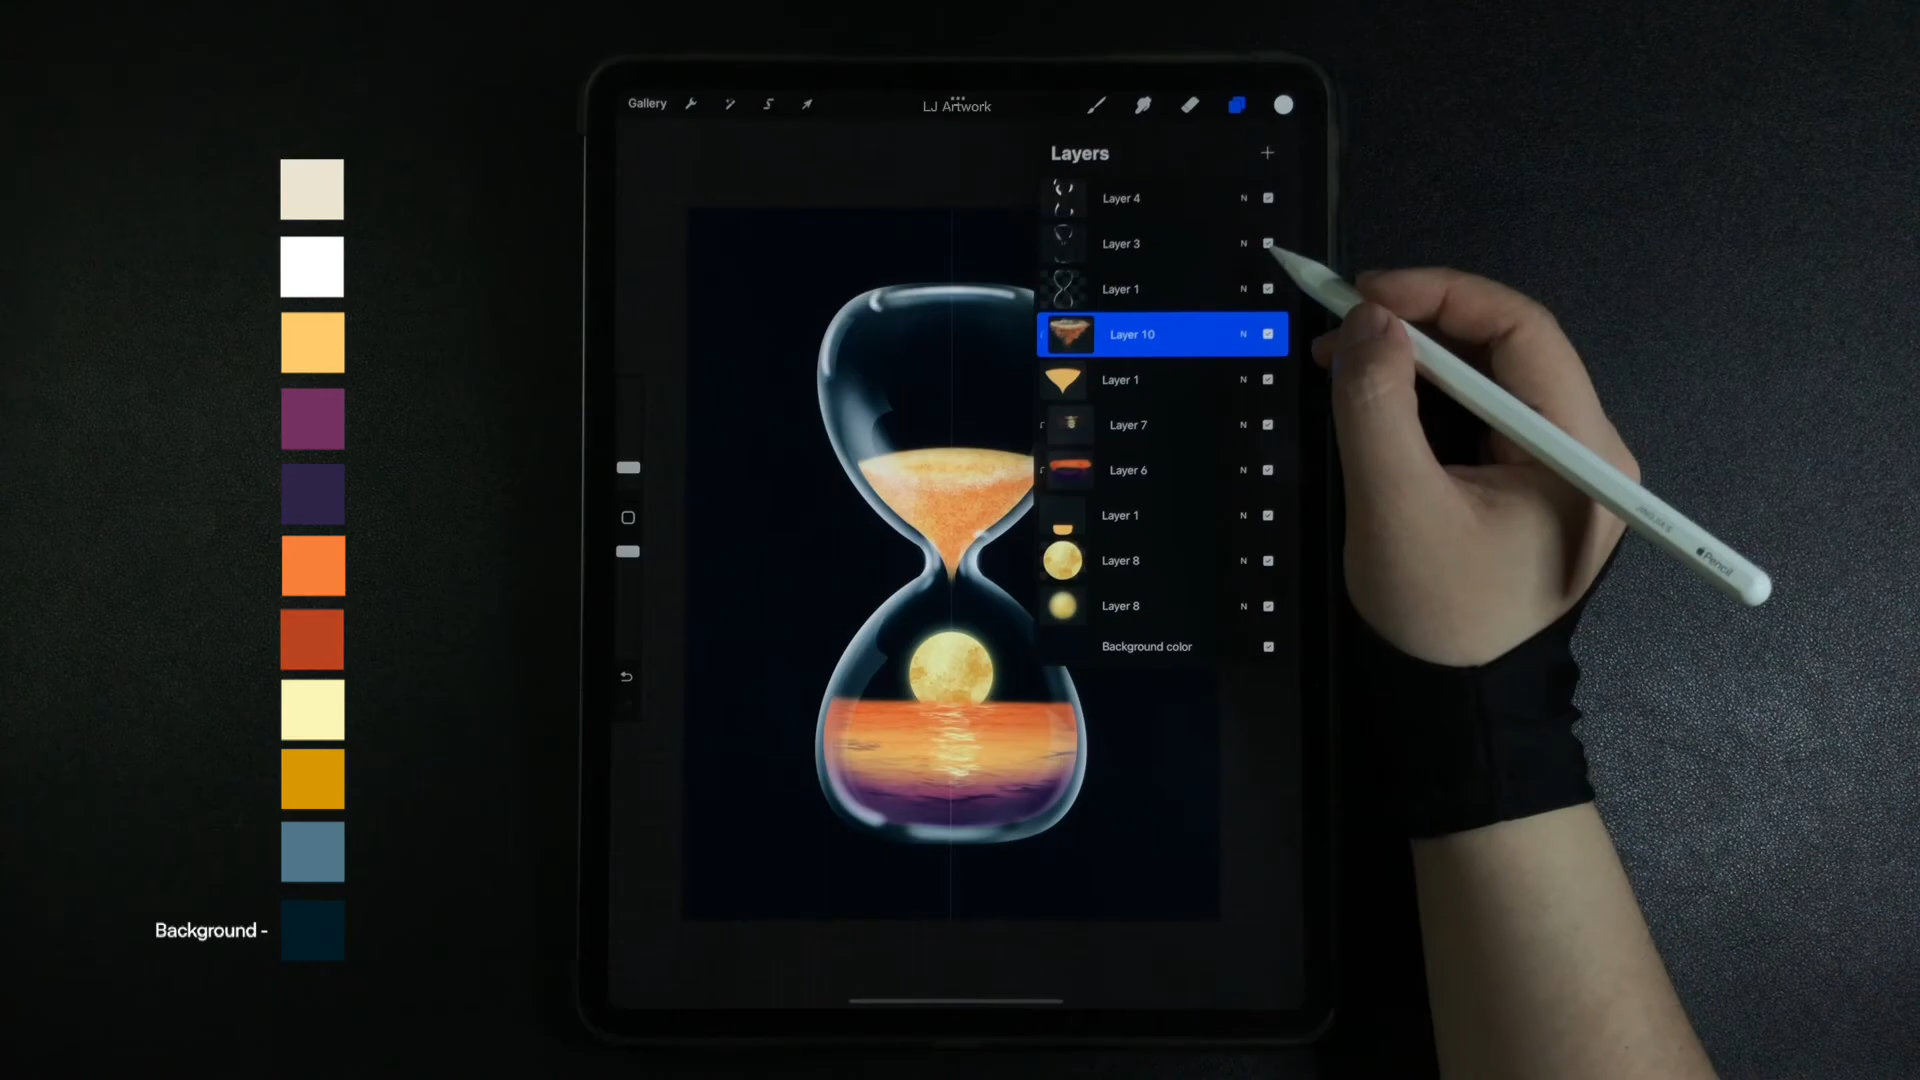 Gallery
LJ Artwork
Layers
Layer 4 N
Layer 3 N
Layer 1 N
Layer 10 N
Layer 1 N
Layer 7 N
Layer 6 N
Layer 1 N
Layer 8 N
Layer 8 N
Background color
Pencil
Background -